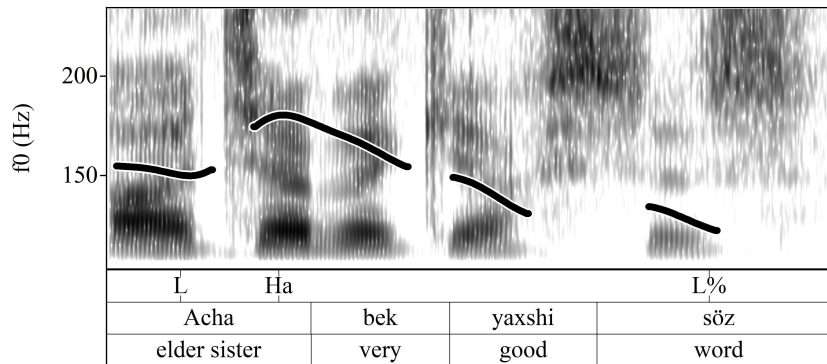 200
f0 (Hz)
150
L Ha L%
Acha bek yaxshi söz
elder sister very good word